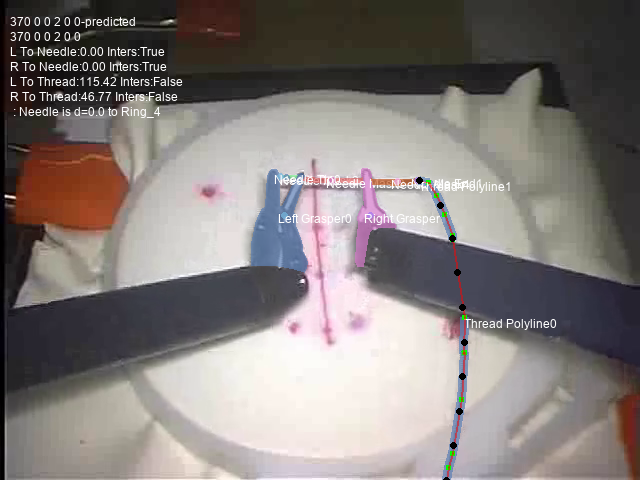 370 0 0 2 0 0-predicted
370 0 0 2 0 0
L To Needle:0.00 Inters:True
R To Needle:0.00 Inters:True
L To Thread:115.42 Inters:False
R To Thread:46.77 Inters:False
: Needle is d=0.0 to Ring_4
Thread Polyline1
Left Grasper0
Right Grasper
Thread Polyline0